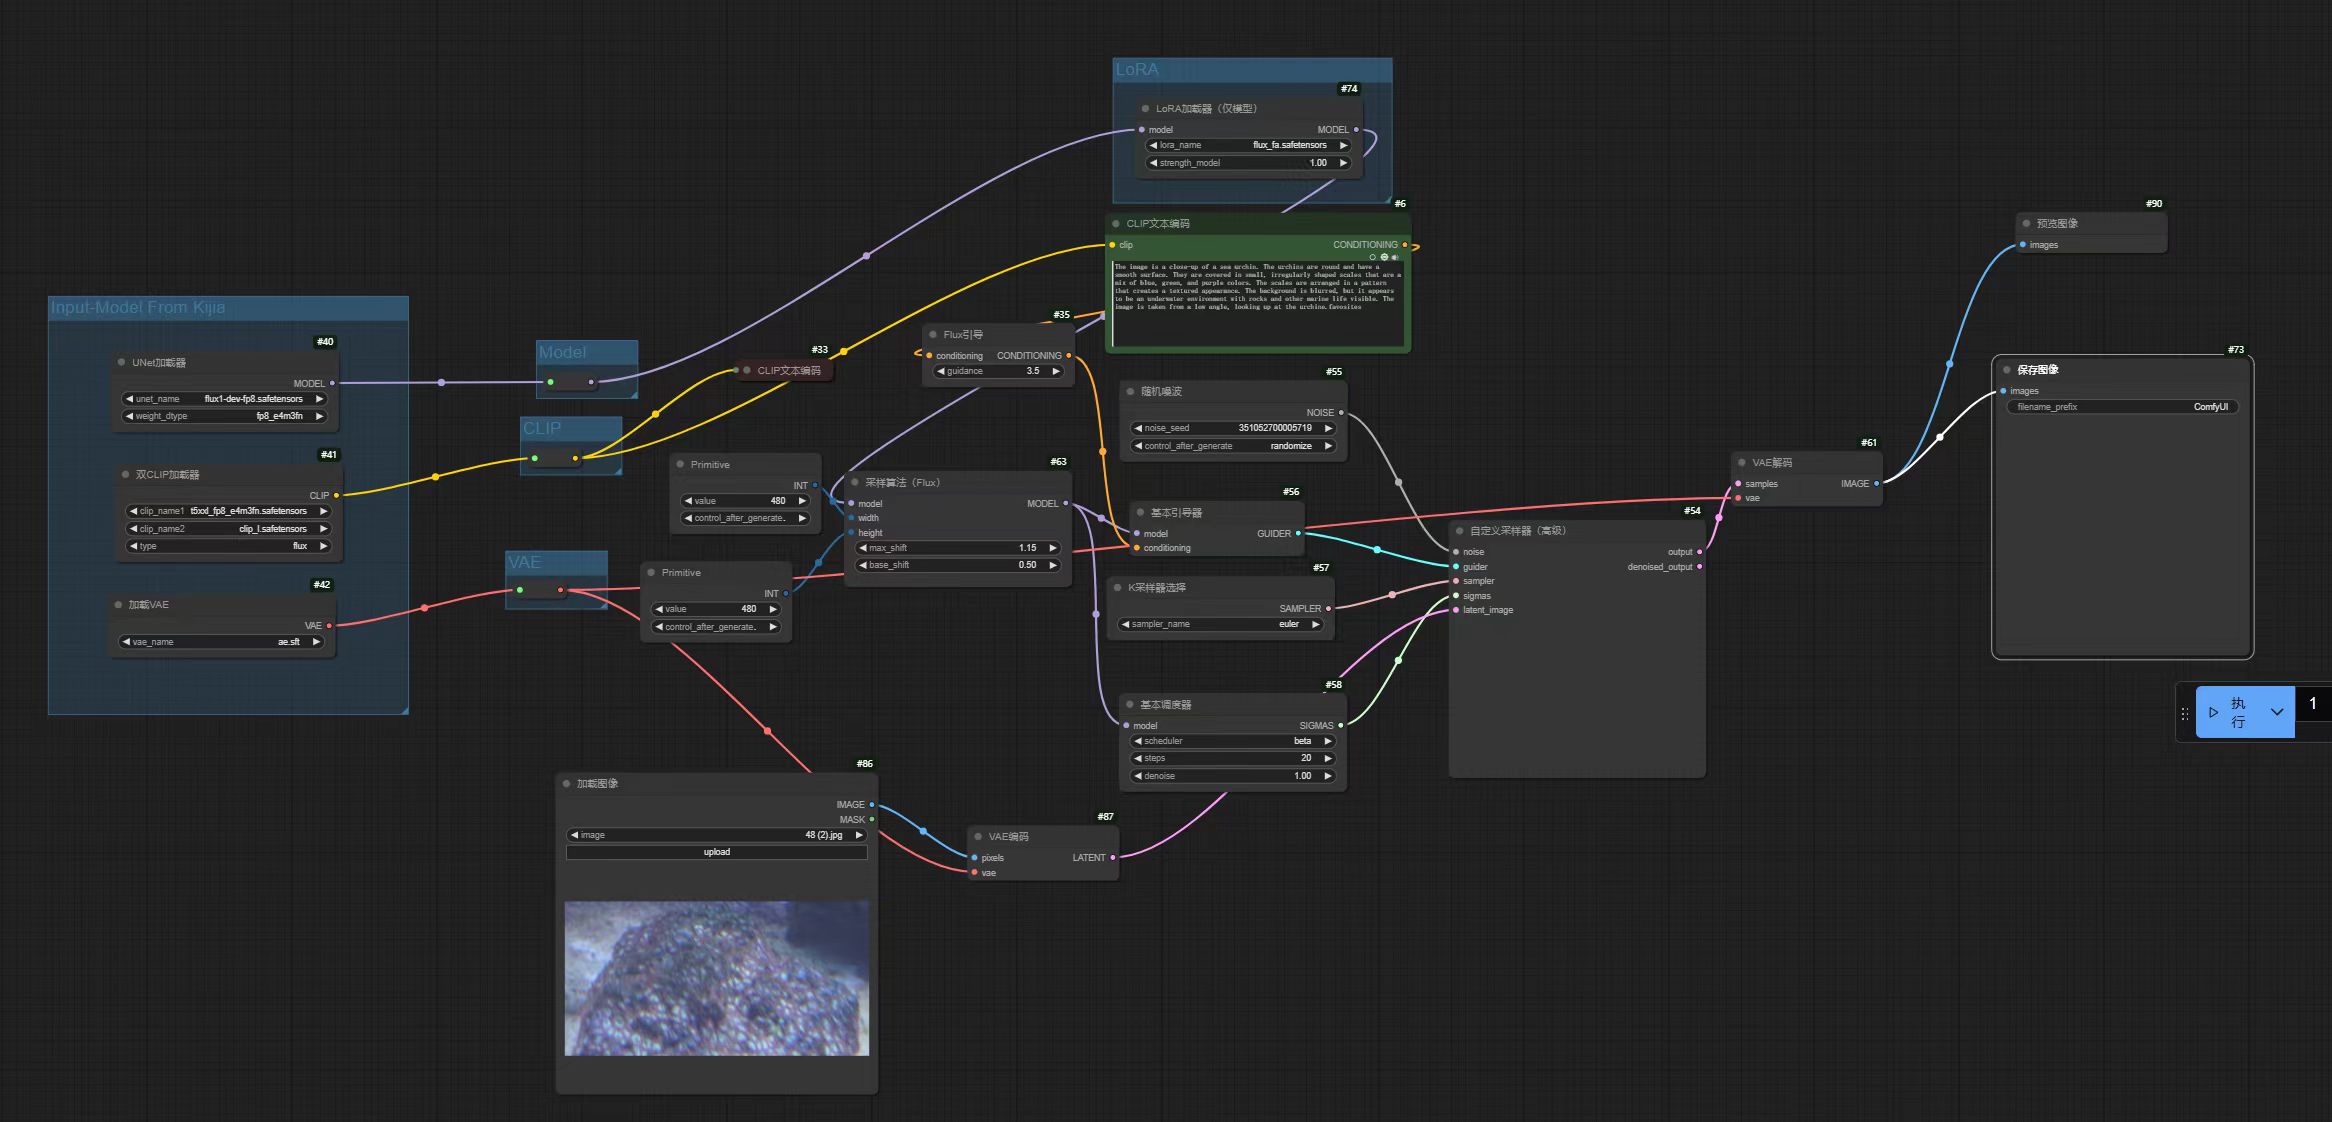 LoRA
#74
LoRA加载器（仅模型）
model MODEL
lora_name flux_fa.safetensors
strength_model 1.00
#6
CLIP文本编码
clip CONDITIONING
The image is a close-up of a sea urchin. The urchins are round and have a
smooth surface. They are covered in small, irregularly shaped scales that are a
mix of blue, green, and purple colors. The scales are arranged in a pattern
that creates a textured appearance. The background is blurred, but it appears
to be an underwater environment with rocks and other marine life visible. The
image is taken from a low angle, looking up at the urchins.favosites
#90
预览图像
images
Input-Model From Kijia
#40
UNet加载器
MODEL
unet_name flux1-dev-fp8.safetensors
weight_dtype fp8_e4m3fn
#41
双CLIP加载器
CLIP
clip_name1 t5xxl_fp8_e4m3fn.safetensors
clip_name2 clip_l.safetensors
type flux
#42
加载VAE
VAE
vae_name ae.sft
Model
CLIP
VAE
#33
CLIP文本编码
#35
Flux引导
conditioning CONDITIONING
guidance 3.5
Primitive
INT
value 480
control_after_generate.
Primitive
INT
value 480
control_after_generate.
#63
采样算法（Flux）
model MODEL
width
height
max_shift 1.15
base_shift 0.50
#55
随机噪波
NOISE
noise_seed 351052700005719
control_after_generate randomize
#56
基本引导器
model GUIDER
conditioning
#57
K采样器选择
SAMPLER
sampler_name euler
#58
基本调度器
model SIGMAS
scheduler beta
steps 20
denoise 1.00
#54
自定义采样器（高级）
noise output
guider denoised_output
sampler
sigmas
latent_image
#61
VAE解码
samples IMAGE
vae
#73
保存图像
images
filename_prefix ComfyUI
执
行
1
#86
加载图像
IMAGE
MASK
image 48 (2).jpg
upload
#87
VAE编码
pixels LATENT
vae